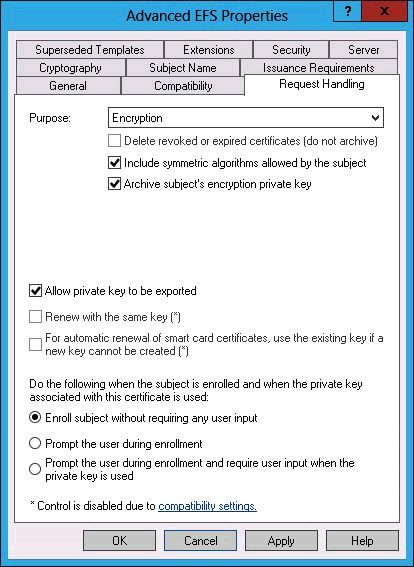 Advanced EFS Properties
? x
Superseded Templates Extensions Security Server
Cryptography Subject Name Issuance Requirements
General Compatibility Request Handling
Purpose: Encryption
Delete revoked or expired certificates (do not archive)
Include symmetric algorithms allowed by the subject
Archive subject's encryption private key
Allow private key to be exported
Renew with the same key (*)
For automatic renewal of smart card certificates, use the existing key if a
new key cannot be created (*)
Do the following when the subject is enrolled and when the private key
associated with this certificate is used:
Enroll subject without requiring any user input
Prompt the user during enrollment
Prompt the user during enrollment and require user input when the
private key is used
* Control is disabled due to compatibility settings.
OK Cancel Apply Help